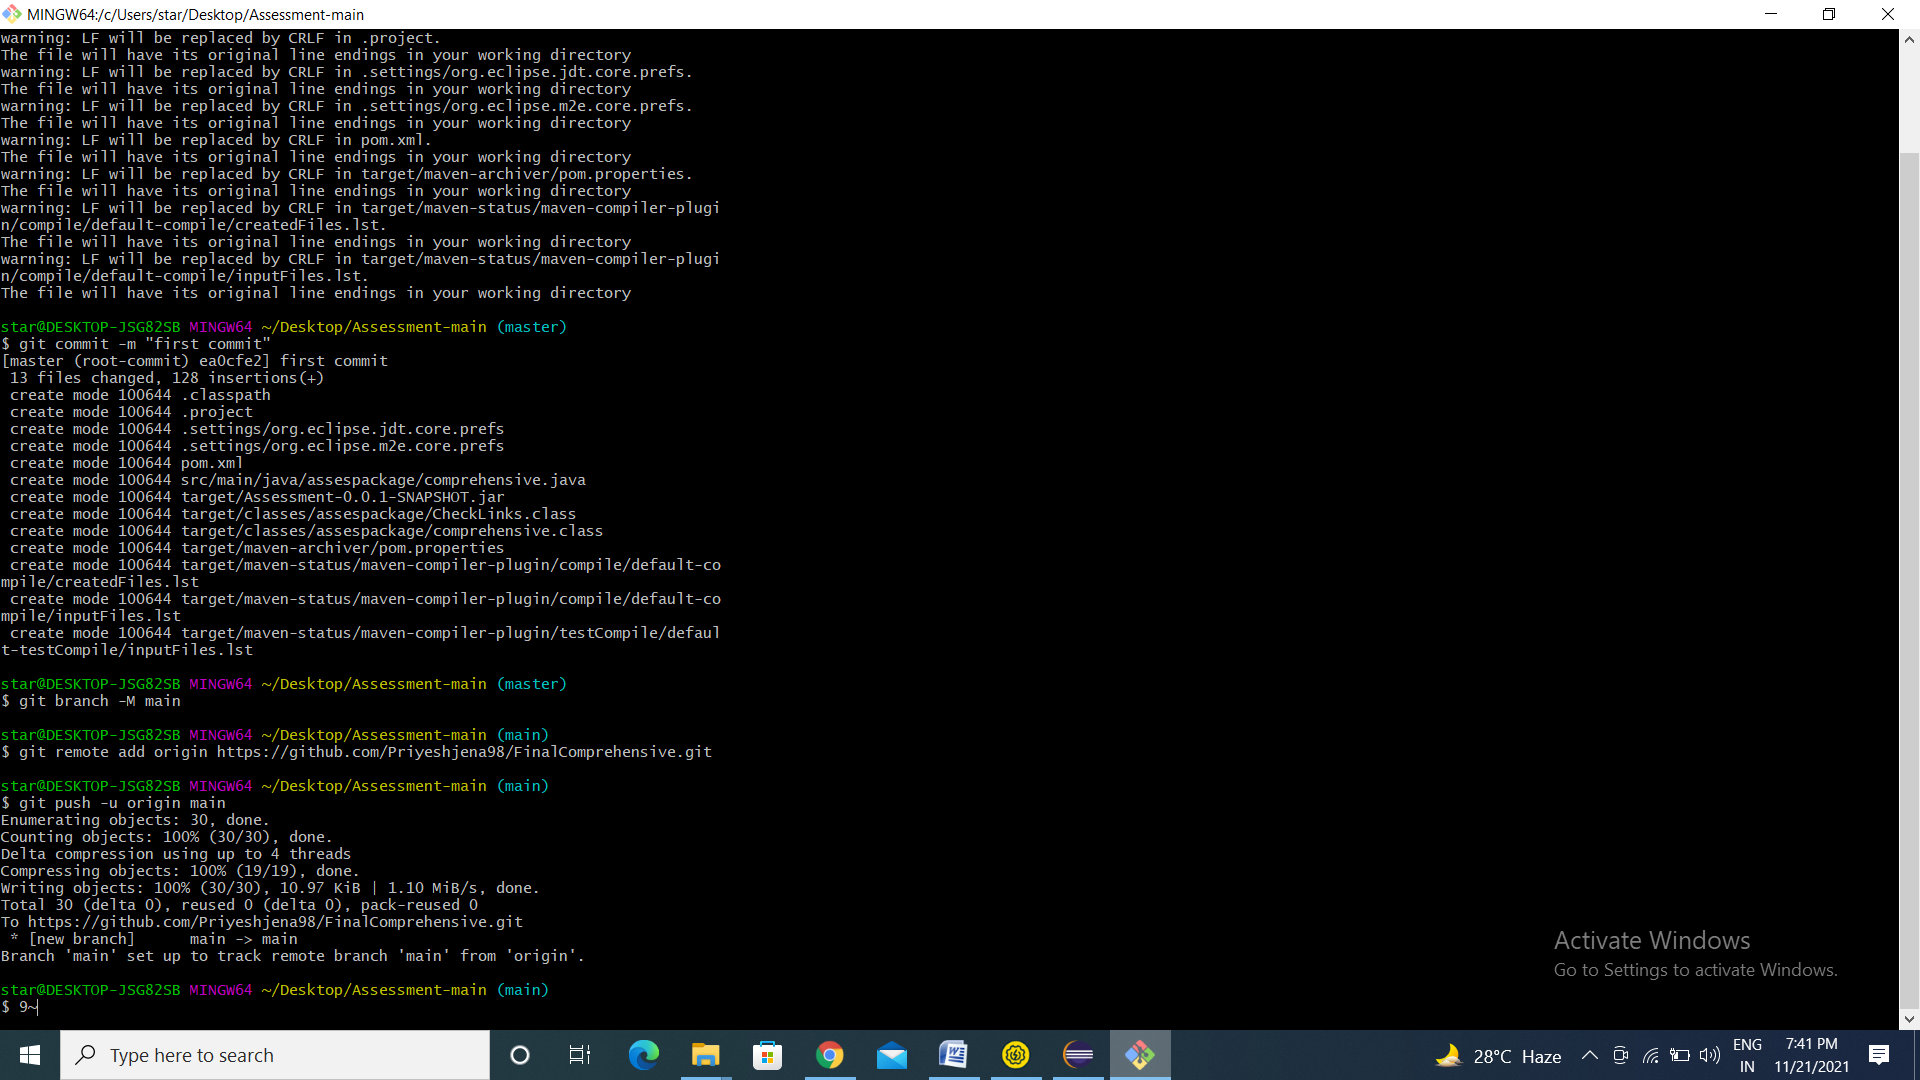 MINGW64:/c/Users/star/Desktop/Assessment-main
warning: LF will be replaced by CRLF in .project.
The file will have its original line endings in your working directory
warning: LF will be replaced by CRLF in .settings/org.eclipse.jdt.core.prefs.
The file will have its original line endings in your working directory
warning: LF will be replaced by CRLF in .settings/org.eclipse.m2e.core.prefs.
The file will have its original line endings in your working directory
warning: LF will be replaced by CRLF in pom.xml.
The file will have its original line endings in your working directory
warning: LF will be replaced by CRLF in target/maven-archiver/pom.properties.
The file will have its original line endings in your working directory
warning: LF will be replaced by CRLF in target/maven-status/maven-compiler-plugi
n/compile/default-compile/createdFiles.lst.
The file will have its original line endings in your working directory
warning: LF will be replaced by CRLF in target/maven-status/maven-compiler-plugi
n/compile/default-compile/inputFiles.lst.
The file will have its original line endings in your working directory
star@DESKTOP-JSG82SB MINGW64 ~/Desktop/Assessment-main (master)
$ git commit -m "first commit"
[master (root-commit) ea0cfe2] first commit
13 files changed, 128 insertions(+)
create mode 100644 .classpath
create mode 100644 .project
create mode 100644 .settings/org.eclipse.jdt.core.prefs
create mode 100644 .settings/org.eclipse.m2e.core.prefs
create mode 100644 pom.xml
create mode 100644 src/main/java/assespackage/comprehensive.java
create mode 100644 target/Assessment-0.0.1-SNAPSHOT.jar
create mode 100644 target/classes/assespackage/CheckLinks.class
create mode 100644 target/classes/assespackage/comprehensive.class
create mode 100644 target/maven-archiver/pom.properties
create mode 100644 target/maven-status/maven-compiler-plugin/compile/default-co
mpile/createdFiles.lst
create mode 100644 target/maven-status/maven-compiler-plugin/compile/default-co
mpile/inputFiles.lst
create mode 100644 target/maven-status/maven-compiler-plugin/testCompile/defaul
t-testCompile/inputFiles.lst
star@DESKTOP-JSG82SB MINGW64 ~/Desktop/Assessment-main (master)
$ git branch -M main
star@DESKTOP-JSG82SB MINGW64 ~/Desktop/Assessment-main (main)
$ git remote add origin https://github.com/Priyeshjena98/FinalComprehensive.git
star@DESKTOP-JSG82SB MINGW64 ~/Desktop/Assessment-main (main)
$ git push -u origin main
Enumerating objects: 30, done.
Counting objects: 100% (30/30), done.
Delta compression using up to 4 threads
Compressing objects: 100% (19/19), done.
Writing objects: 100% (30/30), 10.97 KiB | 1.10 MiB/s, done.
Total 30 (delta 0), reused 0 (delta 0), pack-reused 0
To https://github.com/Priyeshjena98/FinalComprehensive.git
* [new branch]      main -> main
Branch 'main' set up to track remote branch 'main' from 'origin'.
star@DESKTOP-JSG82SB MINGW64 ~/Desktop/Assessment-main (main)
$ 9~
Activate Windows
Go to Settings to activate Windows.
Type here to search
28°C Haze
ENG
IN
7:41 PM
11/21/2021